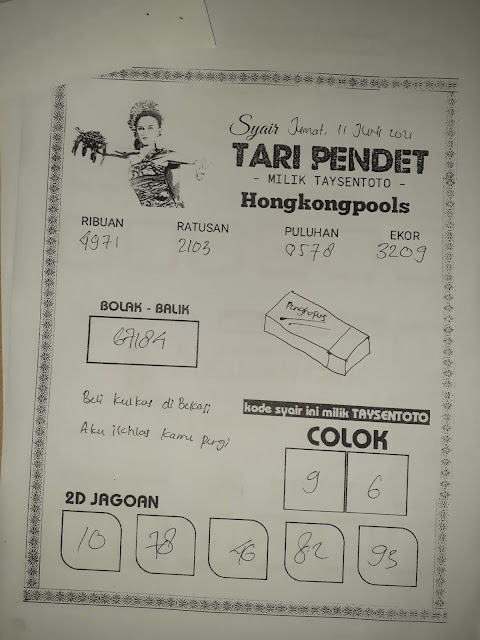 Syair Jumat, 11 JUNI 2021
TARI PENDET
- MILIK TAYSENTOTO -
Hongkongpools
RIBUAN RATUSAN PULUHAN EKOR
4971 2103 0578 3209
BOLAK - BALIK
67184
Penghapus
Beli kulkas di Bekasi
Aku ikhlas kamu pergi
kode syair ini milik TAYSENTOTO
COLOK
9 6
2D JAGOAN
10 78 46 82 93